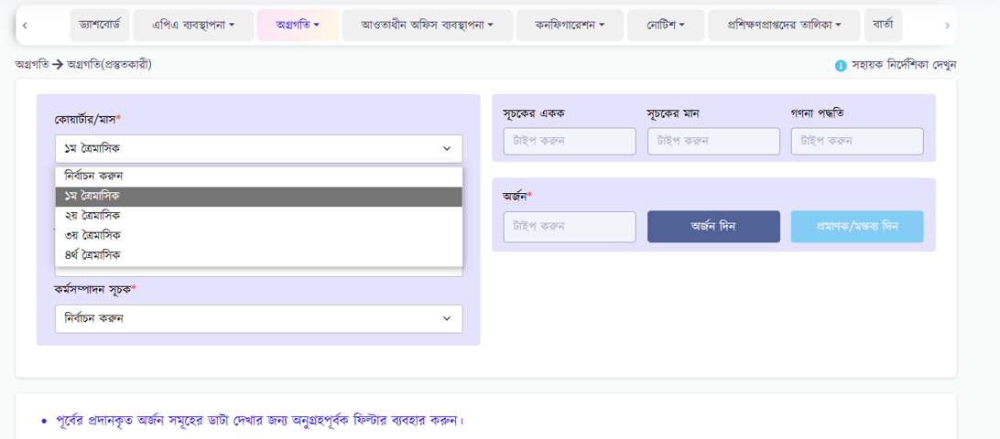 ড্যাশবোর্ড এপিএ ব্যবস্থাপনা অগ্রগতি আওতাধীন অফিস ব্যবস্থাপনা কনফিগারেশন নোটিশ প্রশিক্ষণপ্রাপ্তদের তালিকা বার্তা
অগ্রগতি → অগ্রগতি(প্রস্তুতকারী)
সহায়ক নির্দেশিকা দেখুন
কোয়ার্টার/মাস*
১ম ত্রৈমাসিক
নির্বাচন করুন
১ম ত্রৈমাসিক
২য় ত্রৈমাসিক
৩য় ত্রৈমাসিক
৪র্থ ত্রৈমাসিক
কর্মসম্পাদন সূচক*
নির্বাচন করুন
সূচকের একক সূচকের মান গণনা পদ্ধতি
টাইপ করুন টাইপ করুন টাইপ করুন
অর্জন*
টাইপ করুন অর্জন দিন প্রমাণক/মন্তব্য দিন
• পূর্বের প্রদানকৃত অর্জন সমূহের ডাটা দেখার জন্য অনুগ্রহপূর্বক ফিল্টার ব্যবহার করুন।